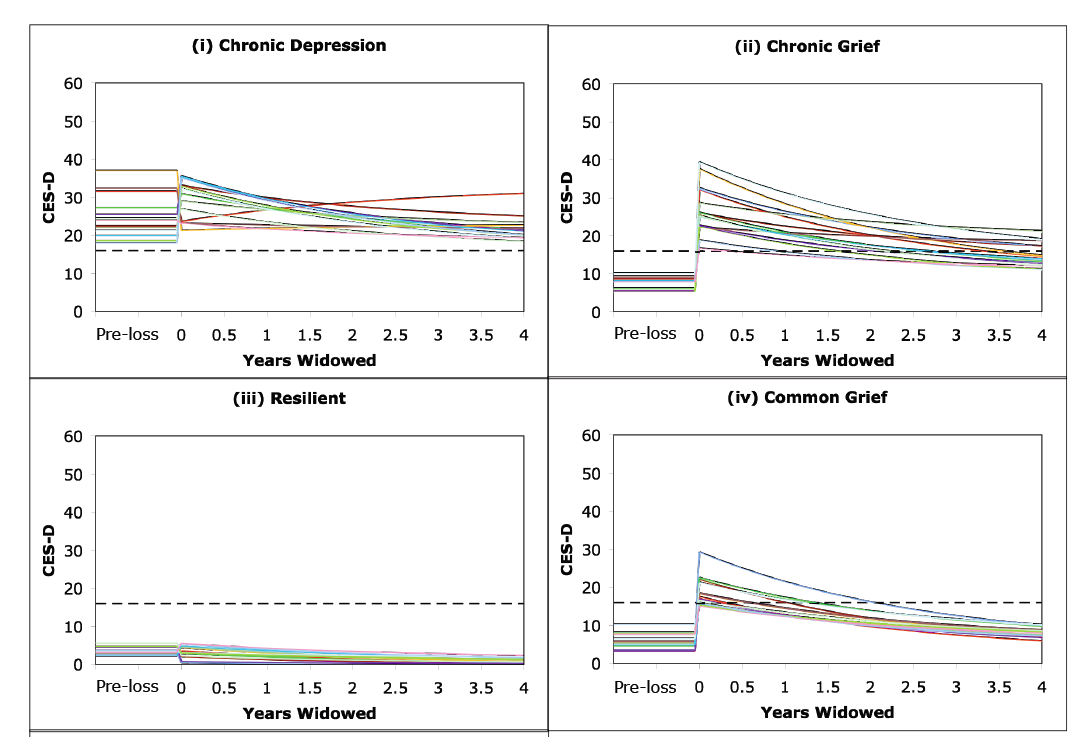 (i) Chronic Depression
60
50
40
30
20
10
0
CES-D
Pre-loss 0 0.5 1 1.5 2 2.5 3 3.5 4
Years Widowed
(ii) Chronic Grief
60
50
40
30
20
10
0
CES-D
Pre-loss 0 0.5 1 1.5 2 2.5 3 3.5 4
Years Widowed
(iii) Resilient
60
50
40
30
20
10
0
CES-D
Pre-loss 0 0.5 1 1.5 2 2.5 3 3.5 4
Years Widowed
(iv) Common Grief
60
50
40
30
20
10
0
CES-D
Pre-loss 0 0.5 1 1.5 2 2.5 3 3.5 4
Years Widowed